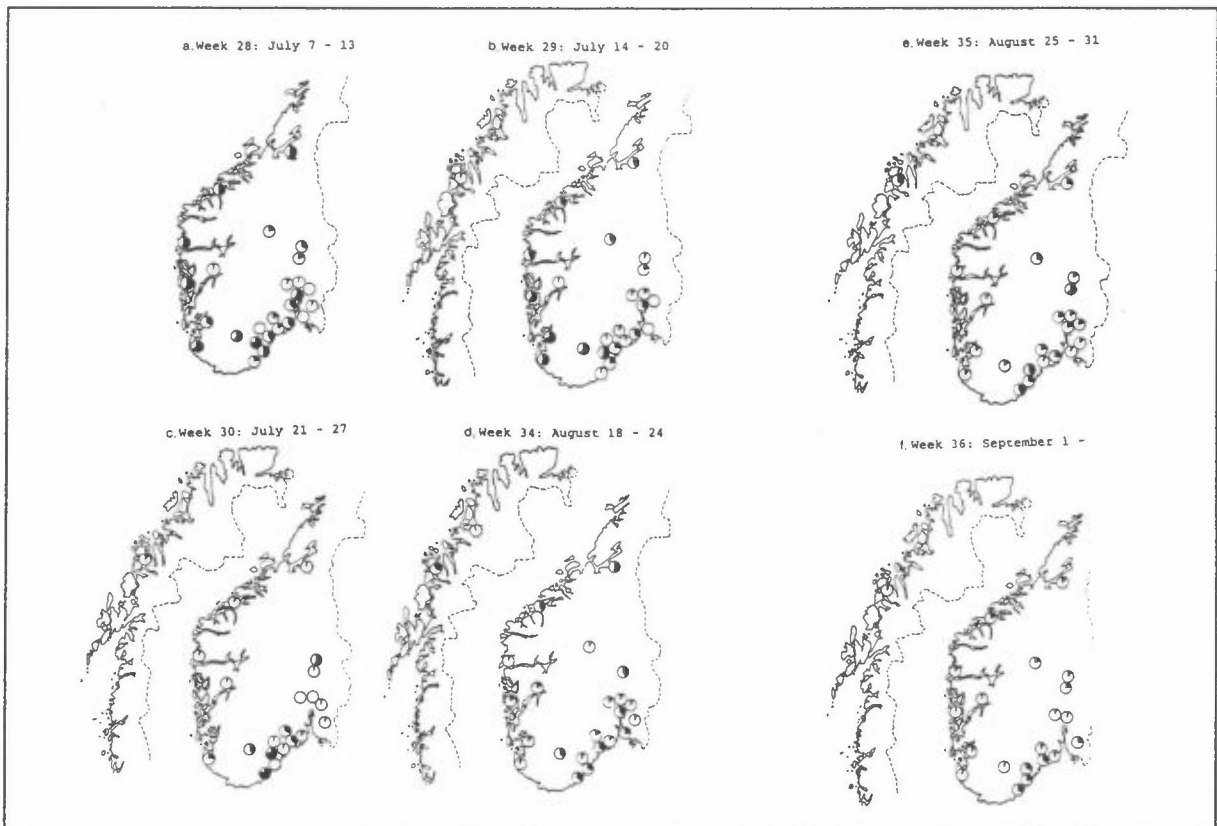 a.Week 28: July 7 - 13
b.Week 29: July 14 - 20
e.Week 35: August 25 - 31
c.Week 30: July 21 - 27
d.Week 34: August 18 - 24
f.Week 36: September 1 -